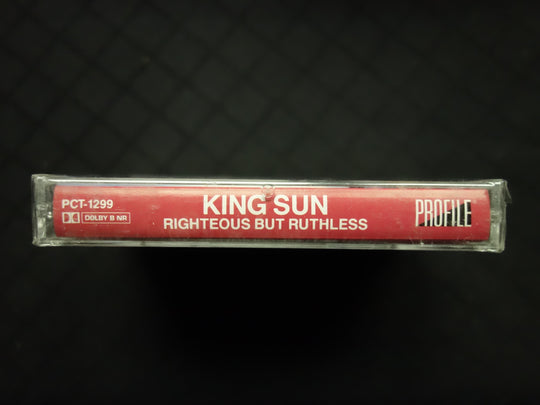 PCT-1299
DOLBY B NR
KING SUN
RIGHTEOUS BUT RUTHLESS
PROFILE